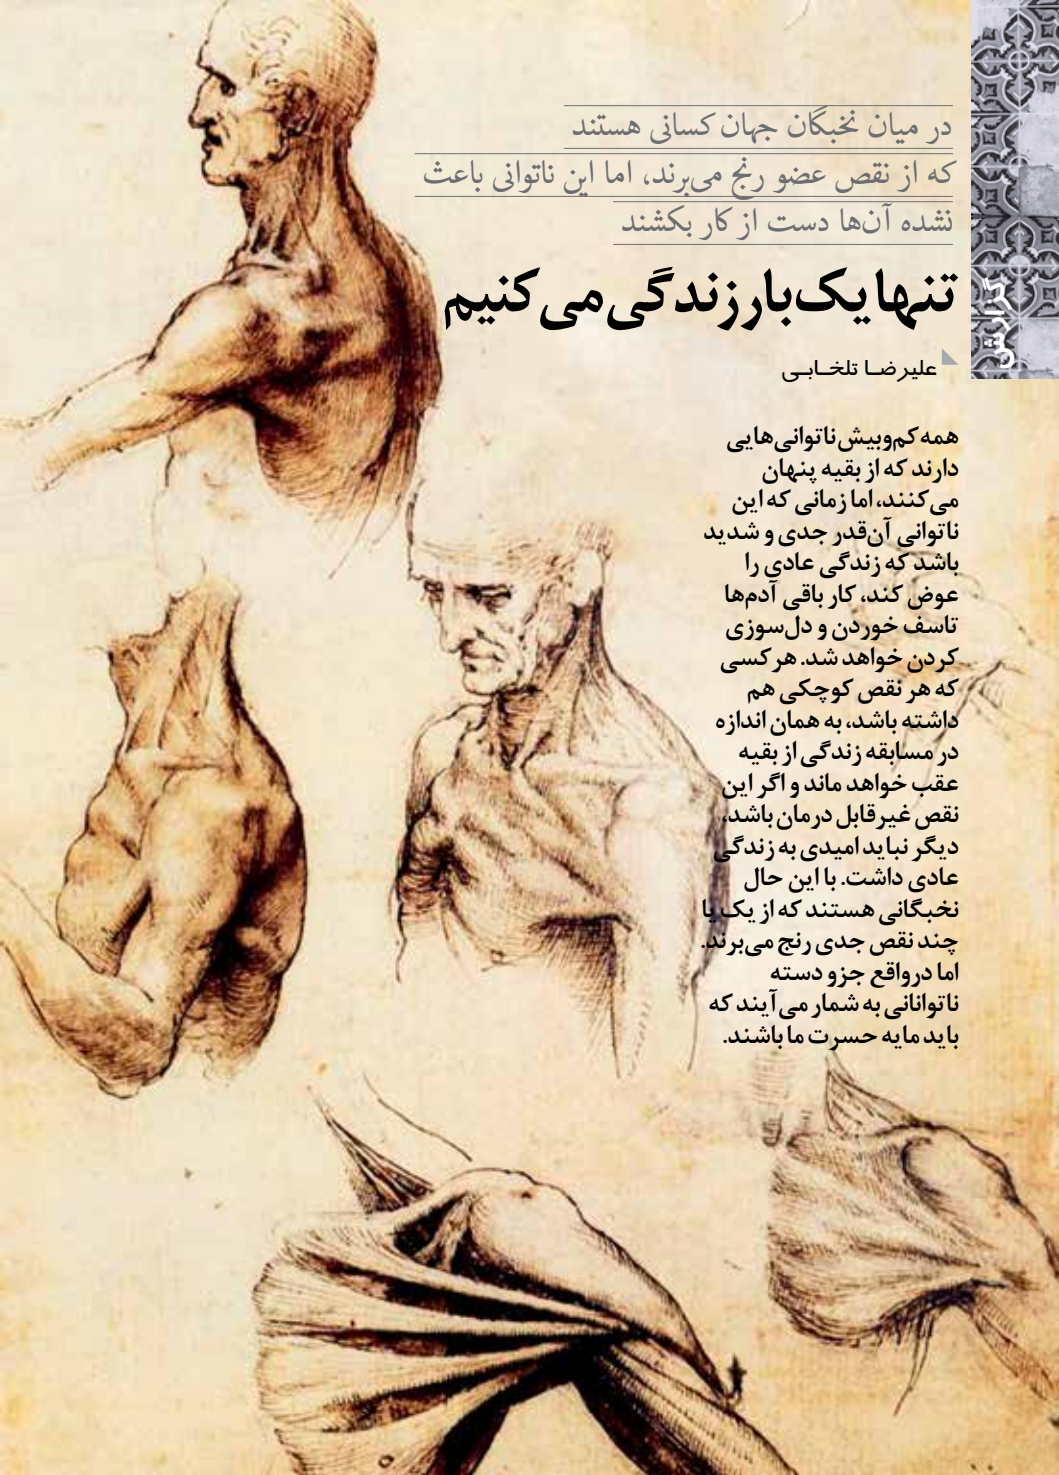 گزارش
در میان نخبگان جهان کسانی هستند
که از نقص عضو رنج می‌برند، اما این ناتوانی باعث
نشده آن‌ها دست از کار بکشند
تنها یک‌بار زندگی می‌کنیم
علیرضـا تلخـابـی
همه کم‌وبیش ناتوانی‌هایی
دارند که از بقیه پنهان
می‌کنند، اما زمانی که این
ناتوانی آن‌قدر جدی و شدید
باشد که زندگی عادی را
عوض کند، کار باقی آدم‌ها
تاسف خوردن و دل‌سوزی
کردن خواهد شد. هر کسی
که هر نقص کوچکی هم
داشته باشد، به همان اندازه
در مسابقه زندگی از بقیه
عقب خواهد ماند و اگر این
نقص غیرقابل درمان باشد،
دیگر نباید امیدی به زندگی
عادی داشت. با این حال
نخبگانی هستند که از یک یا
چند نقص جدی رنج می‌برند.
اما درواقع جزو دسته
ناتوانانی به شمار می‌آیند که
باید مایه حسرت ما باشند.